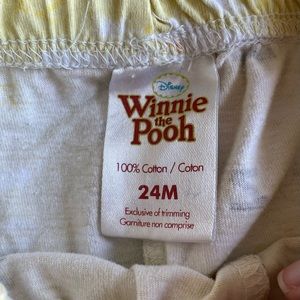 Disney
Winnie
the
Pooh
100% Cotton / Coton
24M
Exclusive of trimming
Garniture non comprise